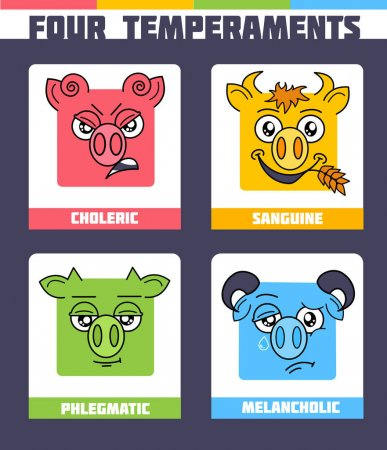 FOUR TEMPERAMENTS
CHOLERIC
SANGUINE
PHLEGMATIC
MELANCHOLIC